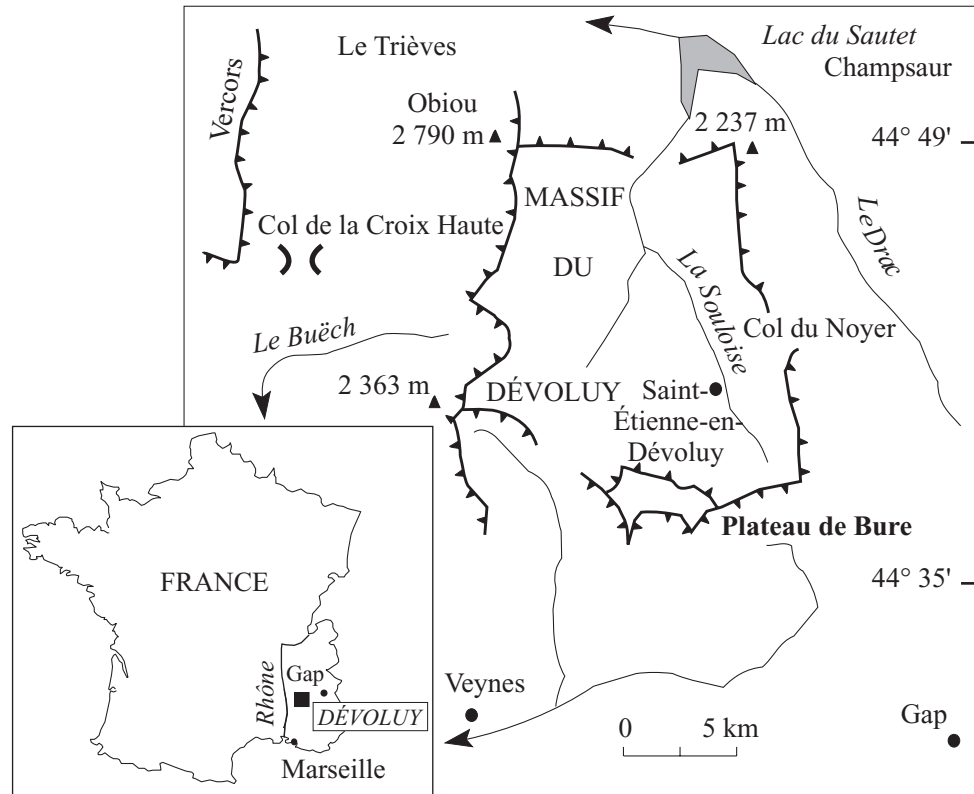 Le Trièves
Lac du Sautet
Champsaur
Vercors
Obiou
2 790 m
2 237 m
44° 49'
MASSIF
Col de la Croix Haute
DU
LeDrac
La Souloise
Le Buëch
Col du Noyer
2 363 m
DÉVOLUY
Saint-
Étienne-en-
Dévoluy
Plateau de Bure
44° 35'
FRANCE
Rhône
Gap
DÉVOLUY
Marseille
Veynes
0 5 km
Gap